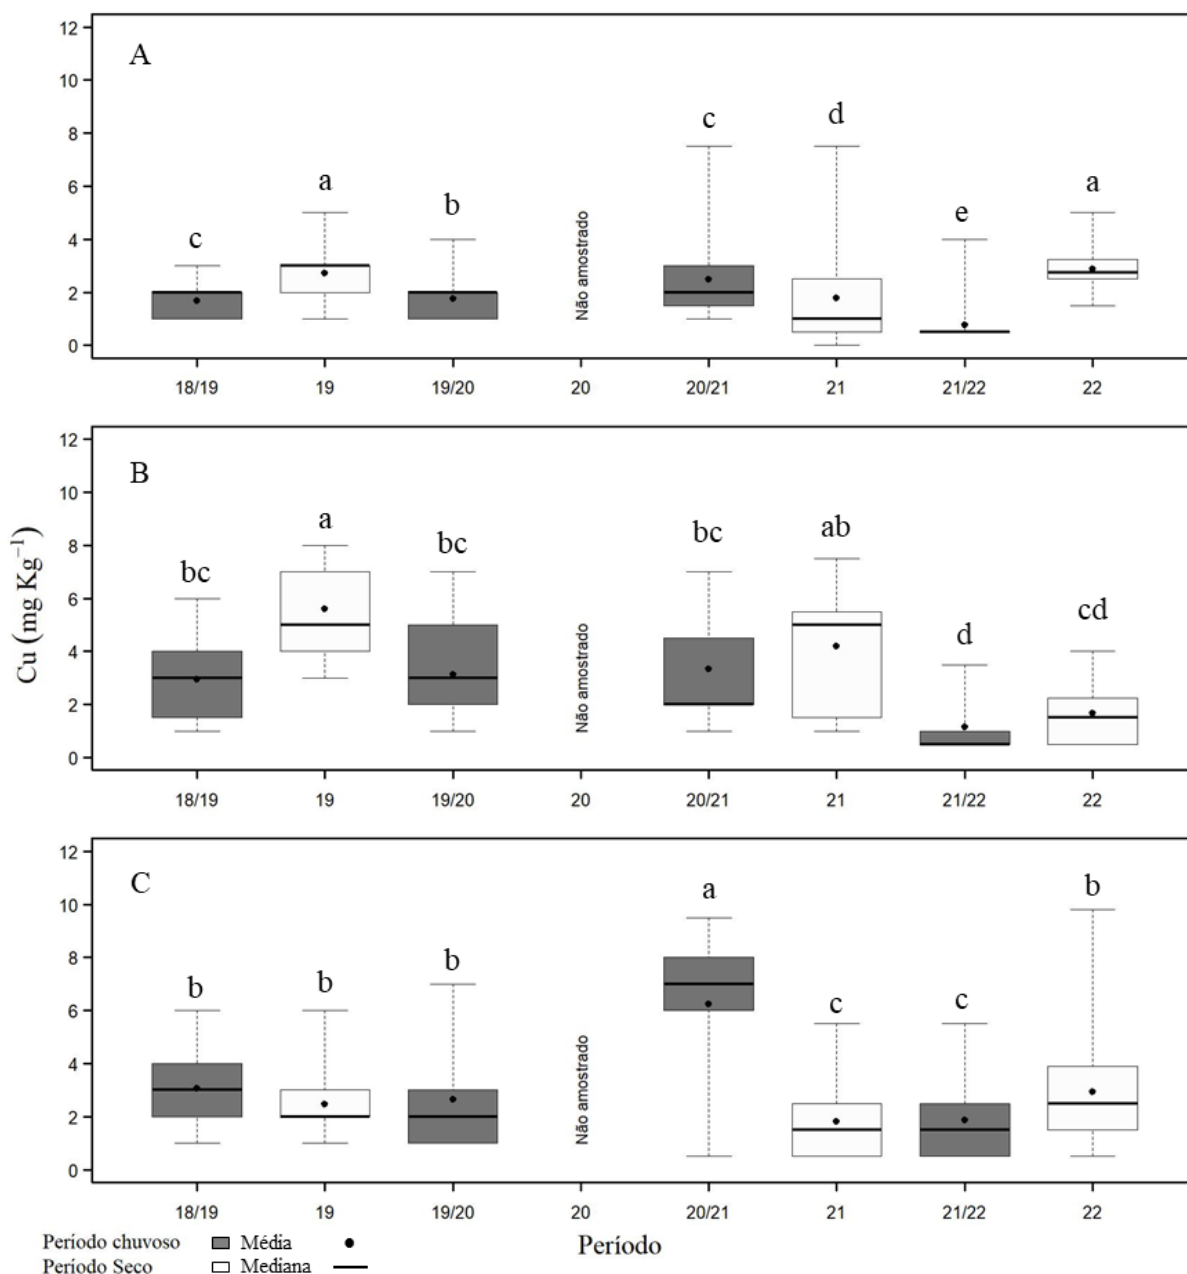 A
12
10
8
6
4
2
0
c
a
b
Não amostrado
c
d
e
a
18/19 19 19/20 20 20/21 21 21/22 22
B
12
10
8
6
4
2
0
bc
a
bc
Não amostrado
bc
ab
d
cd
18/19 19 19/20 20 20/21 21 21/22 22
Cu (mg Kg⁻¹)
C
12
10
8
6
4
2
0
b
b
b
Não amostrado
a
c
c
b
18/19 19 19/20 20 20/21 21 21/22 22
Período
Período chuvoso Média
Período Seco Mediana